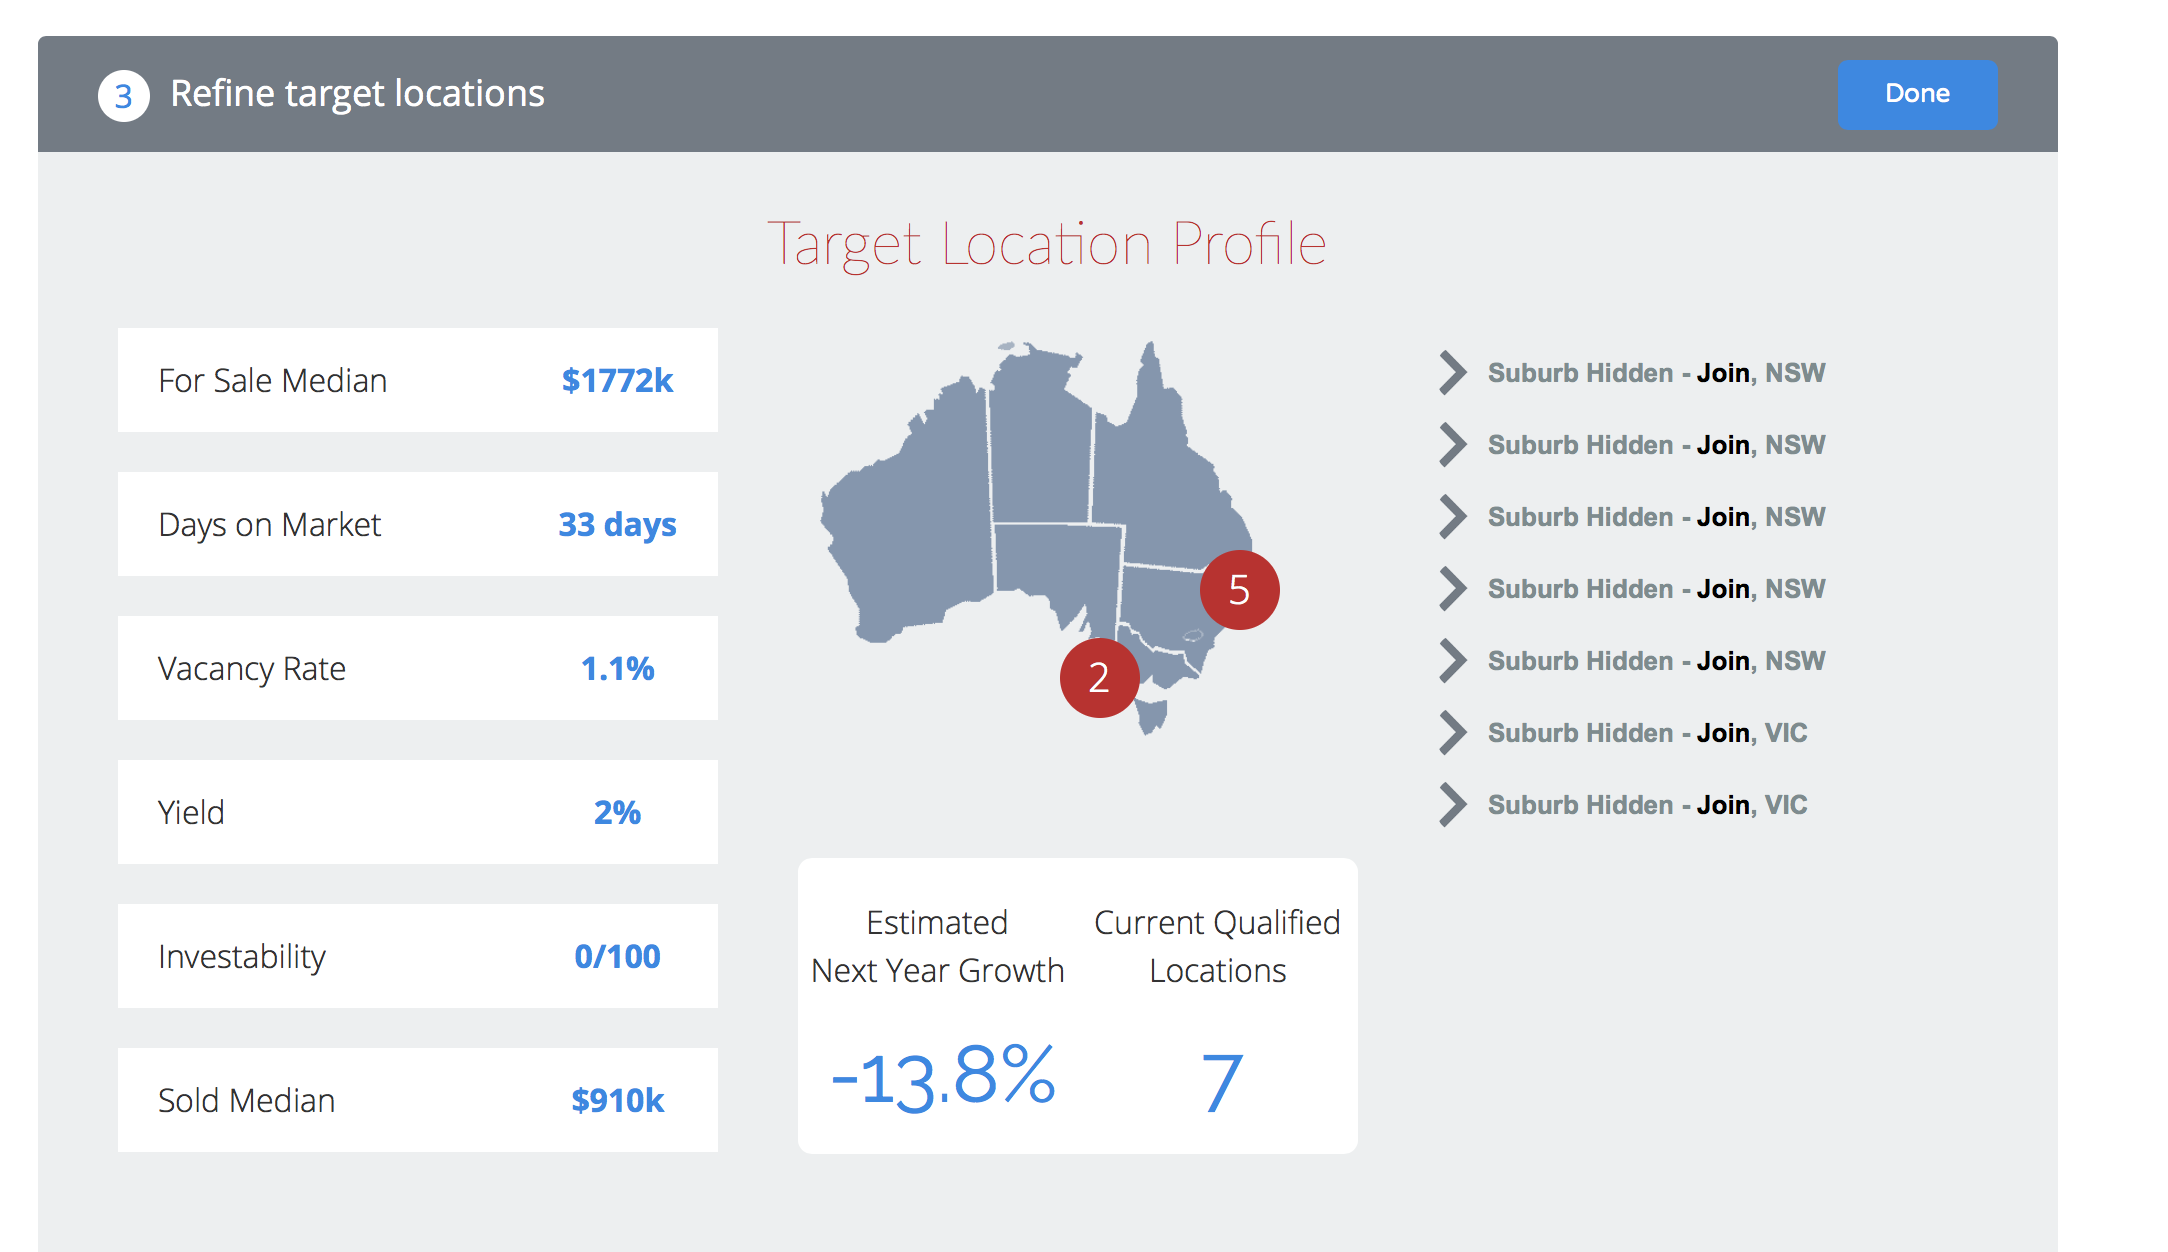 3 Refine target locations
Done
Target Location Profile
For Sale Median $1772k
Days on Market 33 days
Vacancy Rate 1.1%
Yield 2%
Investability 0/100
Sold Median $910k
5
2
Estimated
Next Year Growth
-13.8%
Current Qualified
Locations
7
Suburb Hidden - Join, NSW
Suburb Hidden - Join, NSW
Suburb Hidden - Join, NSW
Suburb Hidden - Join, NSW
Suburb Hidden - Join, NSW
Suburb Hidden - Join, VIC
Suburb Hidden - Join, VIC